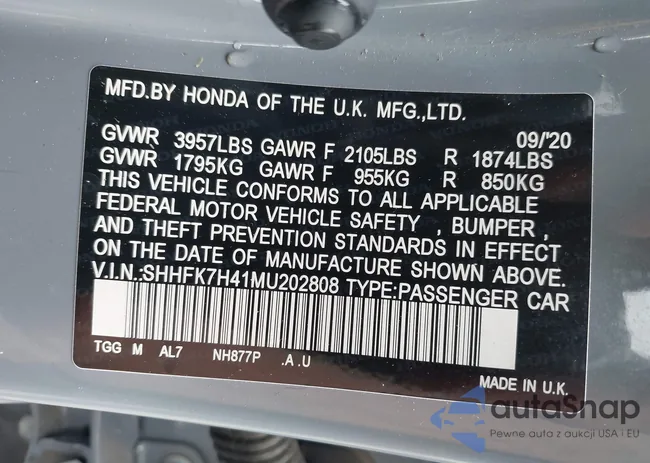 MFD.BY HONDA OF THE U.K. MFG.,LTD.
09/'20
GVWR 3957LBS GAWR F 2105LBS R 1874LBS
GVWR 1795KG GAWR F 955KG R 850KG
THIS VEHICLE CONFORMS TO ALL APPLICABLE
FEDERAL MOTOR VEHICLE SAFETY , BUMPER ,
AND THEFT PREVENTION STANDARDS IN EFFECT
ON THE DATE OF MANUFACTURE SHOWN ABOVE.
V.I.N.:SHHFK7H41MU202808 TYPE:PASSENGER CAR
TGG M AL7 NH877P .A .U
MADE IN U.K.
autoSnap
Pewne auta z aukcji USA i EU